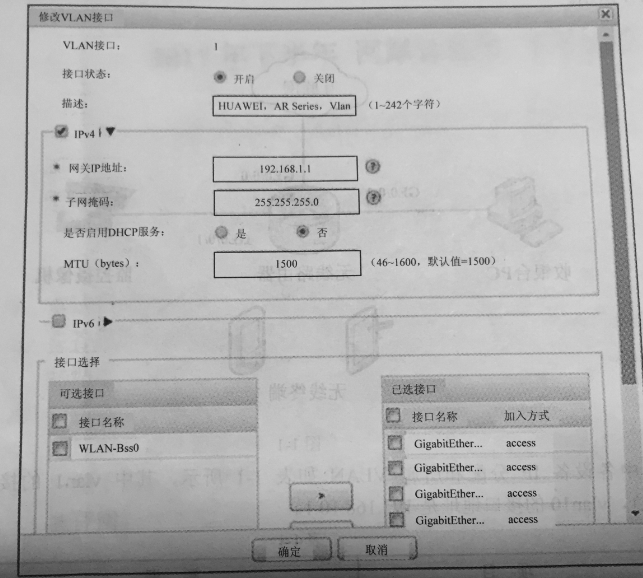 修改VLAN接口
VLAN接口： 1
接口状态： 开启 关闭
描述： HUAWEI，AR Series，Vlan （1~242个字符）
IPv4
* 网关IP地址： 192.168.1.1 ?
* 子网掩码： 255.255.255.0 ?
是否启用DHCP服务： 是 否
MTU（bytes）： 1500 （46~1600，默认值=1500）
IPv6
接口选择
可选接口
接口名称
WLAN-Bss0
>
已选接口
接口名称 加入方式
GigabitEther... access
GigabitEther... access
GigabitEther... access
GigabitEther... access
确定 取消